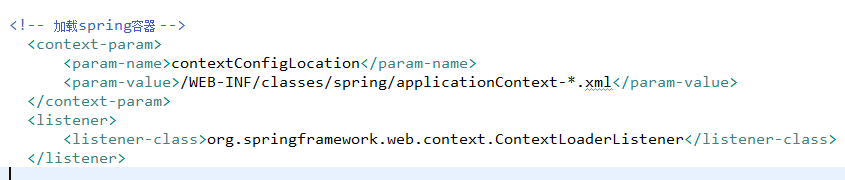 <!-- 加载spring容器 -->
<context-param>
<param-name>contextConfigLocation</param-name>
<param-value>/WEB-INF/classes/spring/applicationContext-*.xml</param-value>
</context-param>
<listener>
<listener-class>org.springframework.web.context.ContextLoaderListener</listener-class>
</listener>